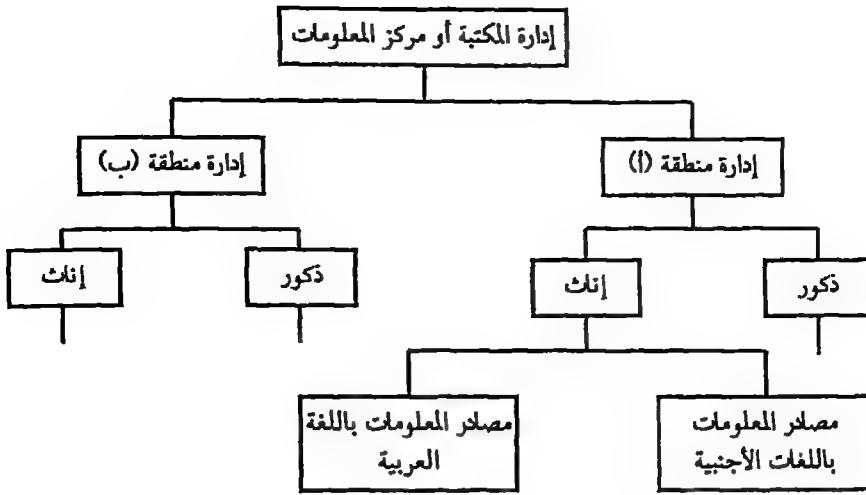 إدارة المكتبة أو مركز المعلومات
إدارة منطقة (أ)
إدارة منطقة (ب)
ذكور
إناث
ذكور
إناث
مصادر المعلومات
باللغات الأجنبية
مصادر المعلومات باللغة
العربية